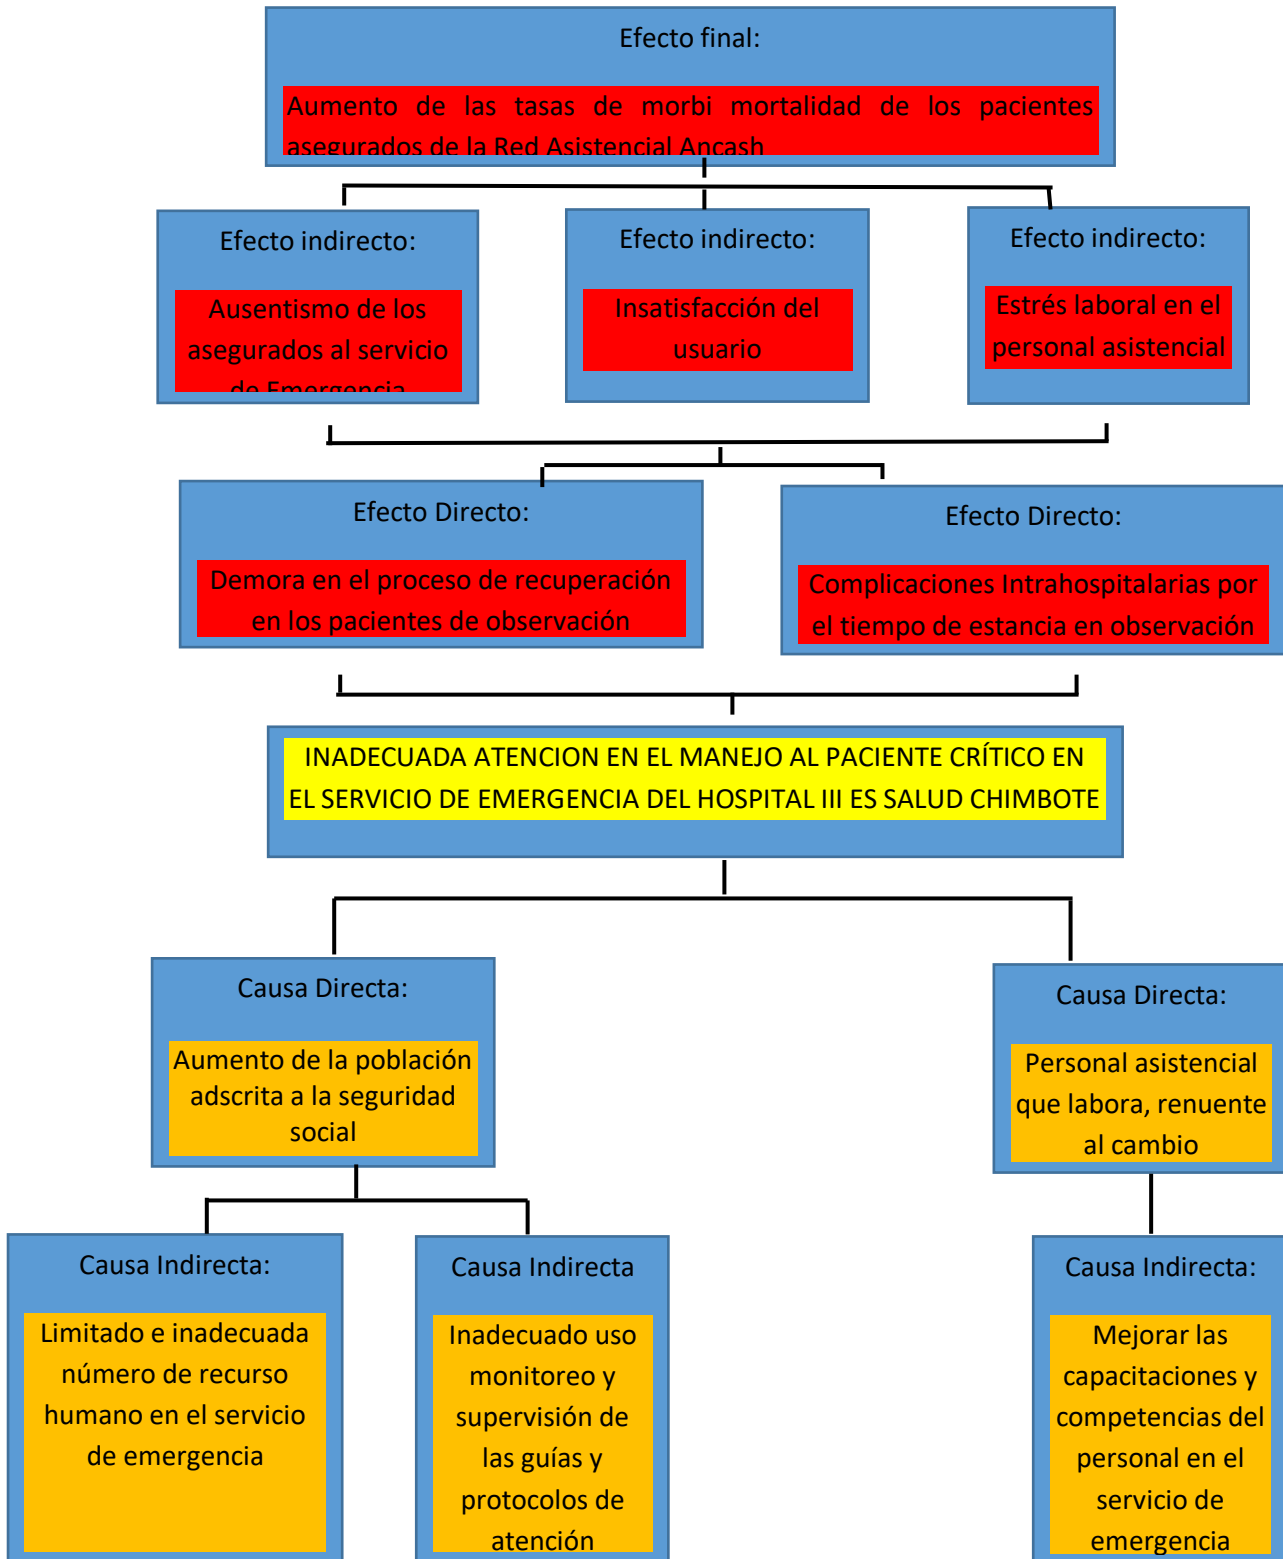 Efecto final:
Aumento de las tasas de morbi mortalidad de los pacientes
asegurados de la Red Asistencial Ancash
Efecto indirecto:
Ausentismo de los
asegurados al servicio
de Emergencia
Efecto indirecto:
Insatisfacción del
usuario
Efecto indirecto:
Estrés laboral en el
personal asistencial
Efecto Directo:
Demora en el proceso de recuperación
en los pacientes de observación
Efecto Directo:
Complicaciones Intrahospitalarias por
el tiempo de estancia en observación
INADECUADA ATENCION EN EL MANEJO AL PACIENTE CRÍTICO EN
EL SERVICIO DE EMERGENCIA DEL HOSPITAL III ES SALUD CHIMBOTE
Causa Directa:
Aumento de la población
adscrita a la seguridad
social
Causa Directa:
Personal asistencial
que labora, renuente
al cambio
Causa Indirecta:
Limitado e inadecuada
número de recurso
humano en el servicio
de emergencia
Causa Indirecta
Inadecuado uso
monitoreo y
supervisión de
las guías y
protocolos de
atención
Causa Indirecta:
Mejorar las
capacitaciones y
competencias del
personal en el
servicio de
emergencia